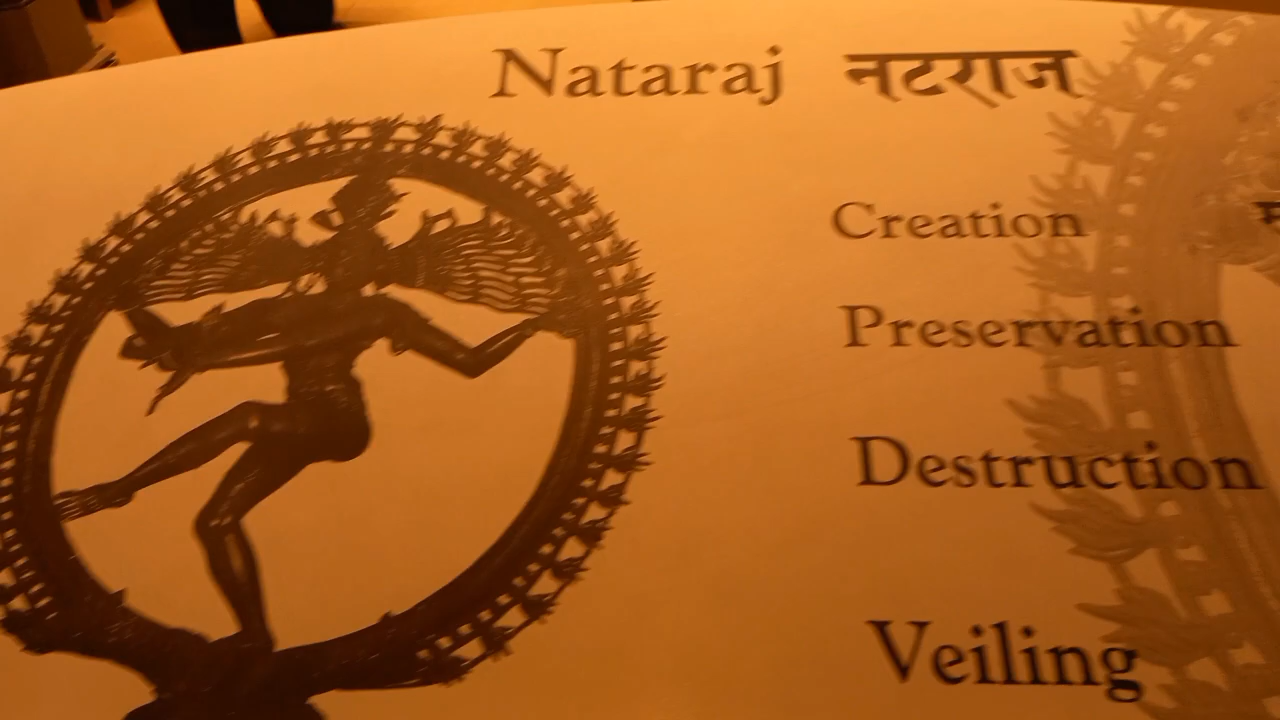 Nataraj नटराज
Creation
Preservation
Destruction
Veiling